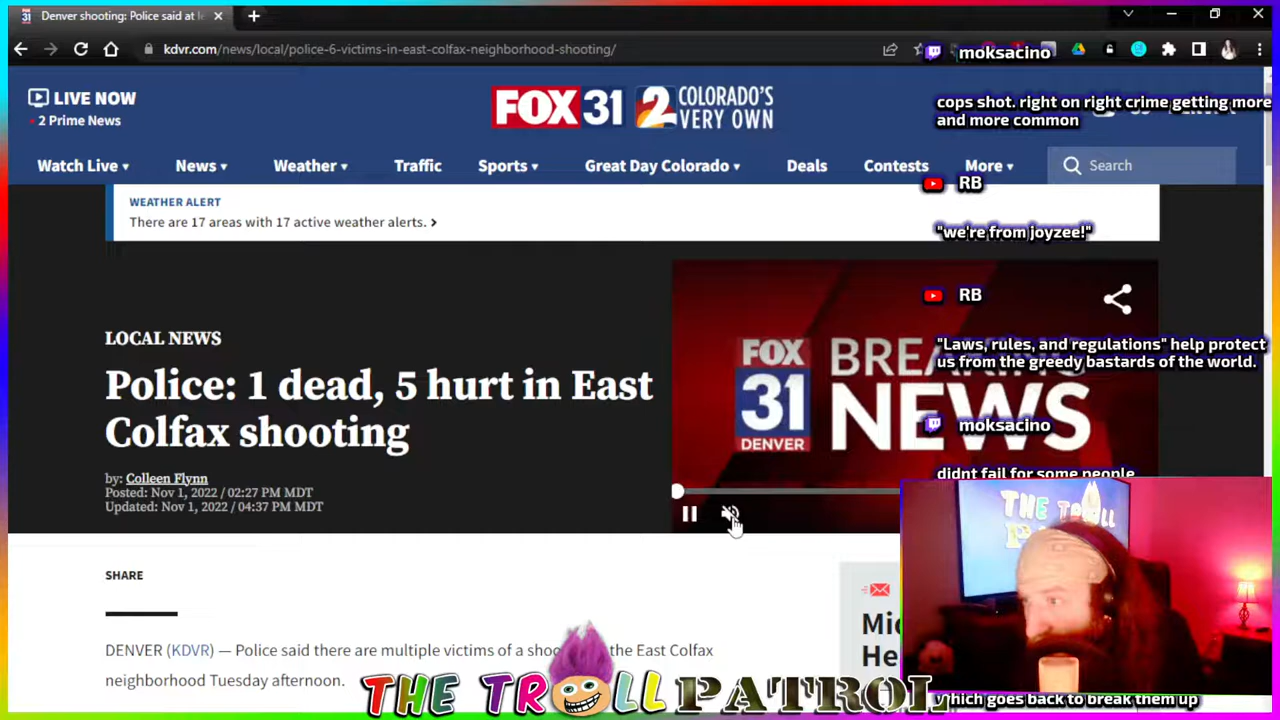 Denver shooting: Police said at le
kdvr.com/news/local/police-6-victims-in-east-colfax-neighborhood-shooting/
moksacino
cops shot. right on right crime getting more
and more common
LIVE NOW
2 Prime News
FOX 31 2 COLORADO'S
VERY OWN
Watch Live News Weather Traffic Sports Great Day Colorado Deals Contests More Search
RB
"we're from joyzee!"
WEATHER ALERT
There are 17 areas with 17 active weather alerts.
RB
"Laws, rules, and regulations" help protect
us from the greedy bastards of the world.
LOCAL NEWS
Police: 1 dead, 5 hurt in East
Colfax shooting
by: Colleen Flynn
Posted: Nov 1, 2022 / 02:27 PM MDT
Updated: Nov 1, 2022 / 04:37 PM MDT
FOX
31
DENVER
BREAKING
NEWS
moksacino
didnt fail for some people
SHARE
DENVER (KDVR) — Police said there are multiple victims of a the East Colfax
neighborhood Tuesday afternoon.
THE TROLL
THE TROLL PATROL
which goes back to break them up